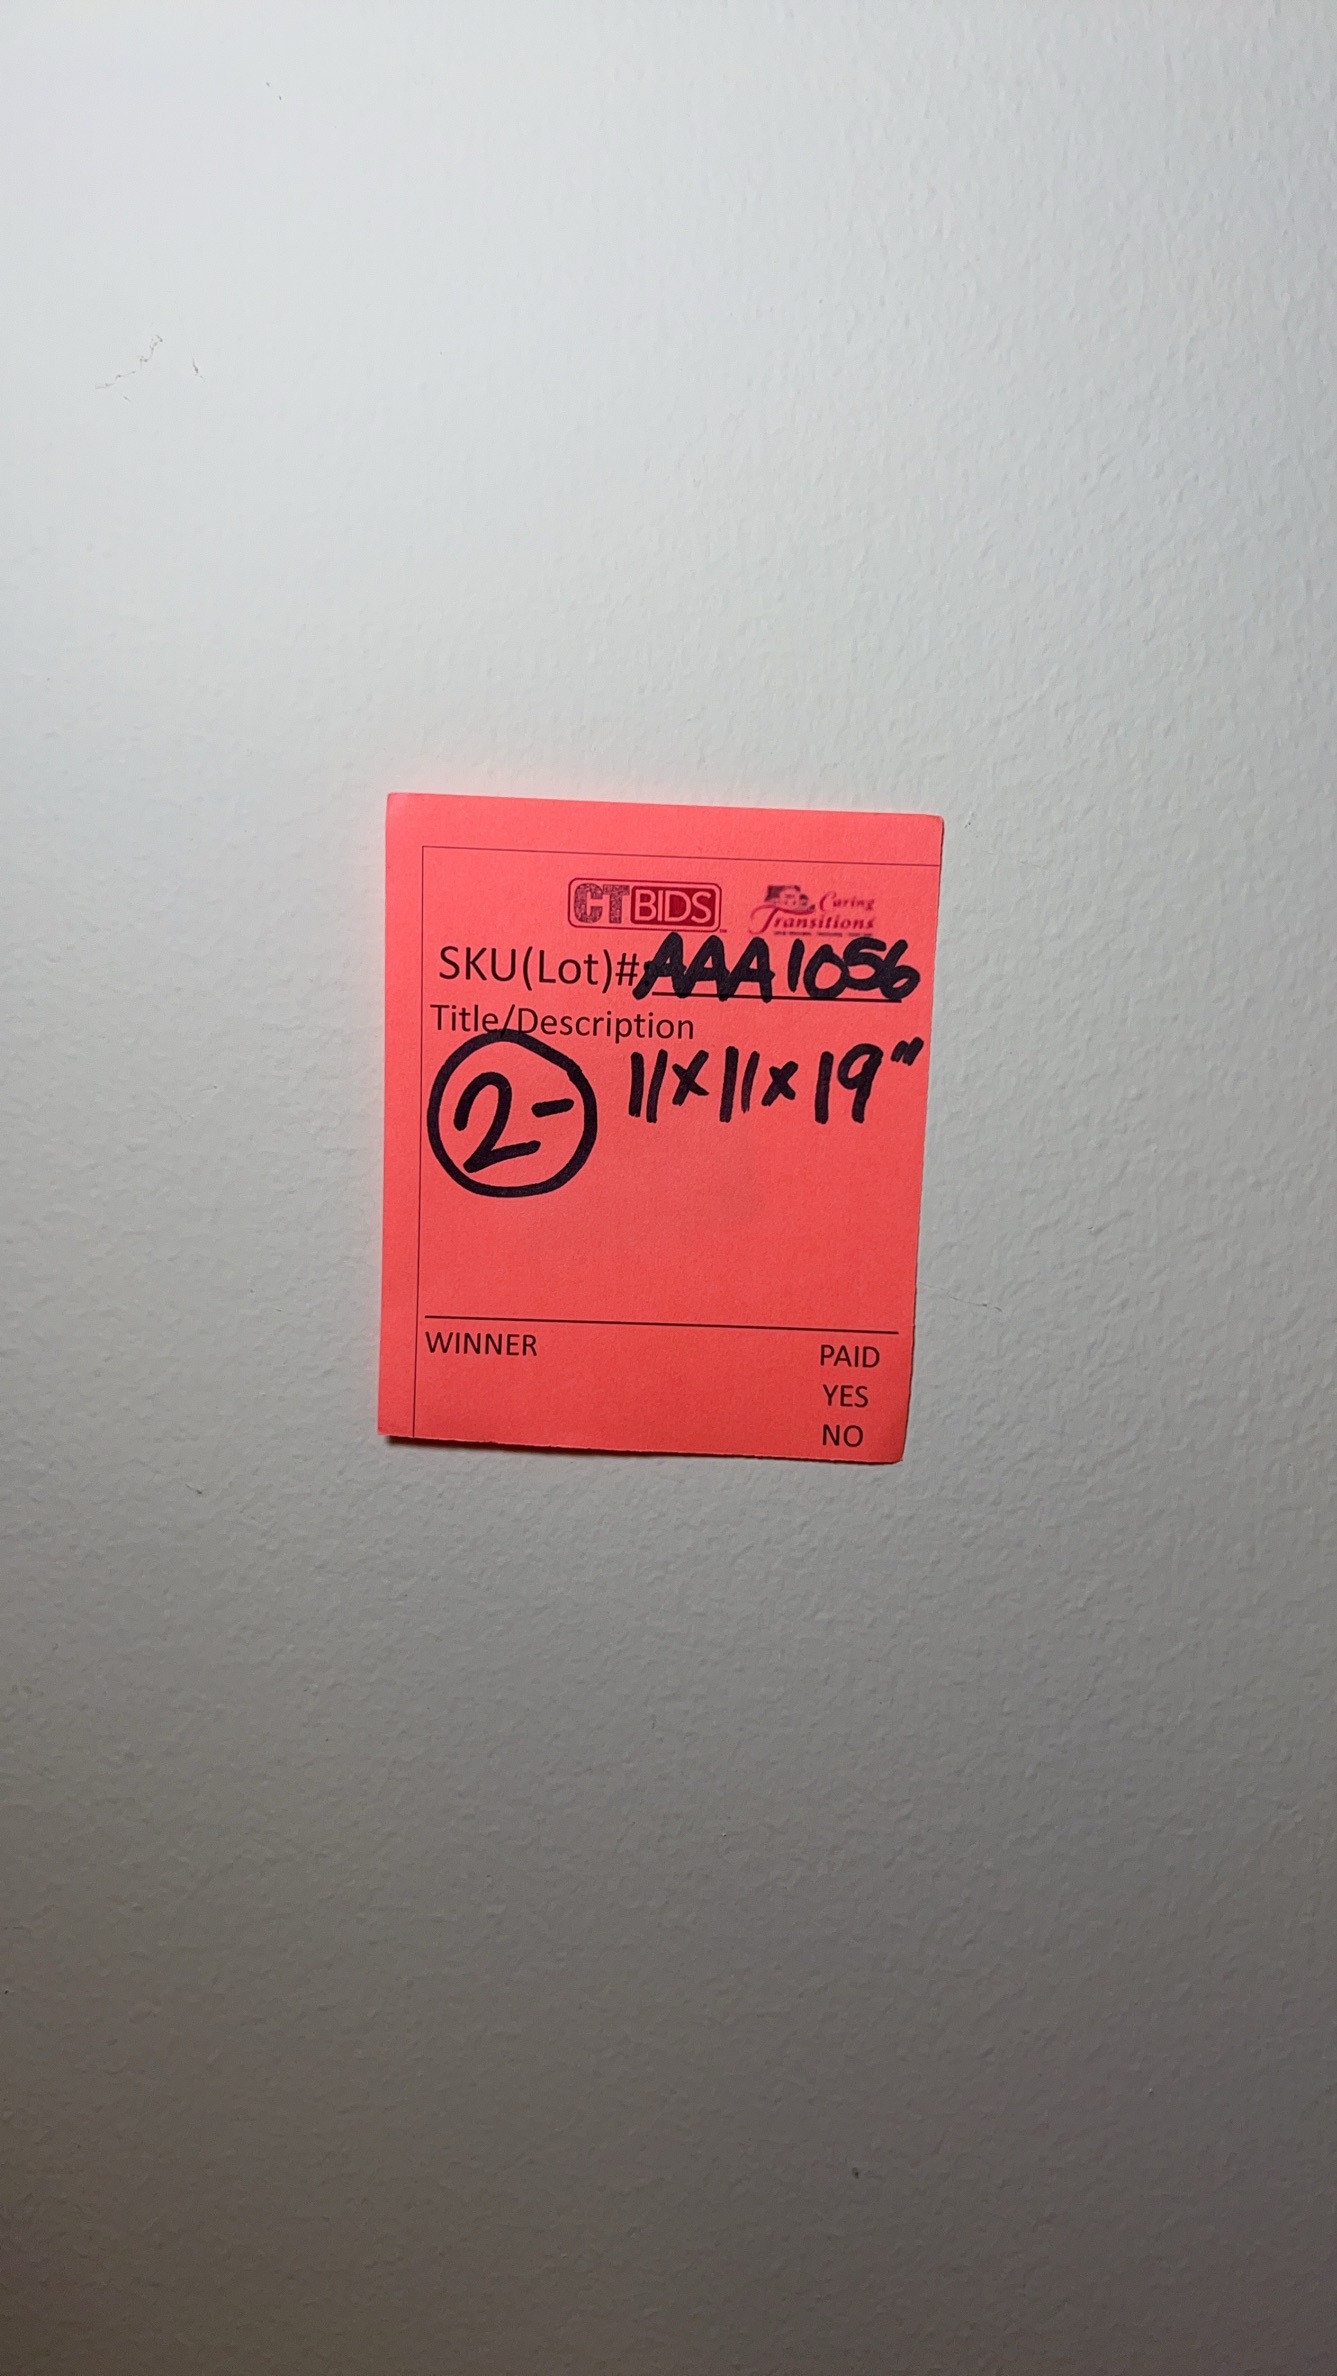 CTBIDS Caring Transitions
SKU(Lot)# AAA1056
Title/Description
2- 11x11x19"
WINNER PAID
YES
NO